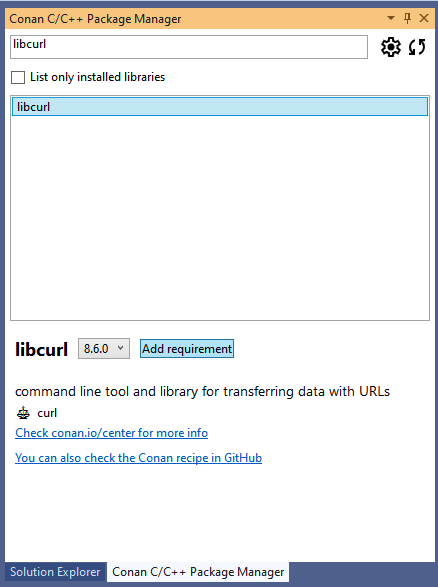 Conan C/C++ Package Manager
libcurl
List only installed libraries
libcurl
libcurl 8.6.0 Add requirement
command line tool and library for transferring data with URLs
curl
Check conan.io/center for more info
You can also check the Conan recipe in GitHub
Solution Explorer Conan C/C++ Package Manager